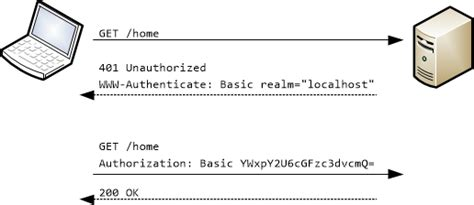 GET /home
401 Unauthorized
WWW-Authenticate: Basic realm="localhost"
GET /home
Authorization: Basic YWxpY2U6cGFzc3dvcmQ=
200 OK